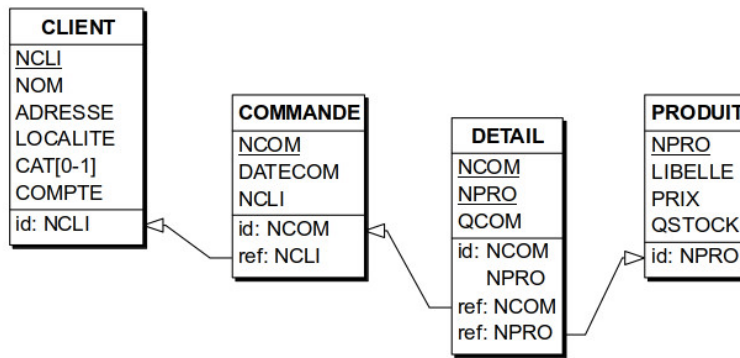 CLIENT
NCLI
NOM
ADRESSE
LOCALITE
CAT[0-1]
COMPTE
id: NCLI
COMMANDE
NCOM
DATECOM
NCLI
id: NCOM
ref: NCLI
DETAIL
NCOM
NPRO
QCOM
id: NCOM
NPRO
ref: NCOM
ref: NPRO
PRODUIT
NPRO
LIBELLE
PRIX
QSTOCK
id: NPRO